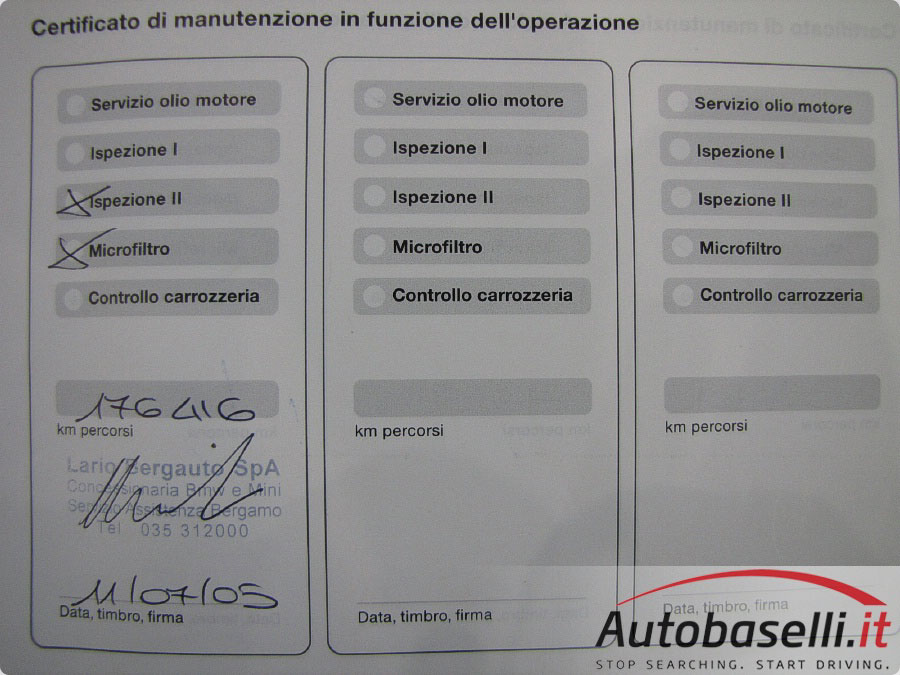 Certificato di manutenzione in funzione dell'operazione
Servizio olio motore
Ispezione I
Ispezione II
Microfiltro
Controllo carrozzeria
176416
km percorsi
Lario Bergauto SpA
Concessionaria Bmw e Mini
Servizio Assistenza Bergamo
Tel 035 312000
11/07/05
Data, timbro, firma
Servizio olio motore
Ispezione I
Ispezione II
Microfiltro
Controllo carrozzeria
km percorsi
Data, timbro, firma
Servizio olio motore
Ispezione I
Ispezione II
Microfiltro
Controllo carrozzeria
km percorsi
Data, timbro, firma
Autobaselli.it
STOP SEARCHING. START DRIVING.